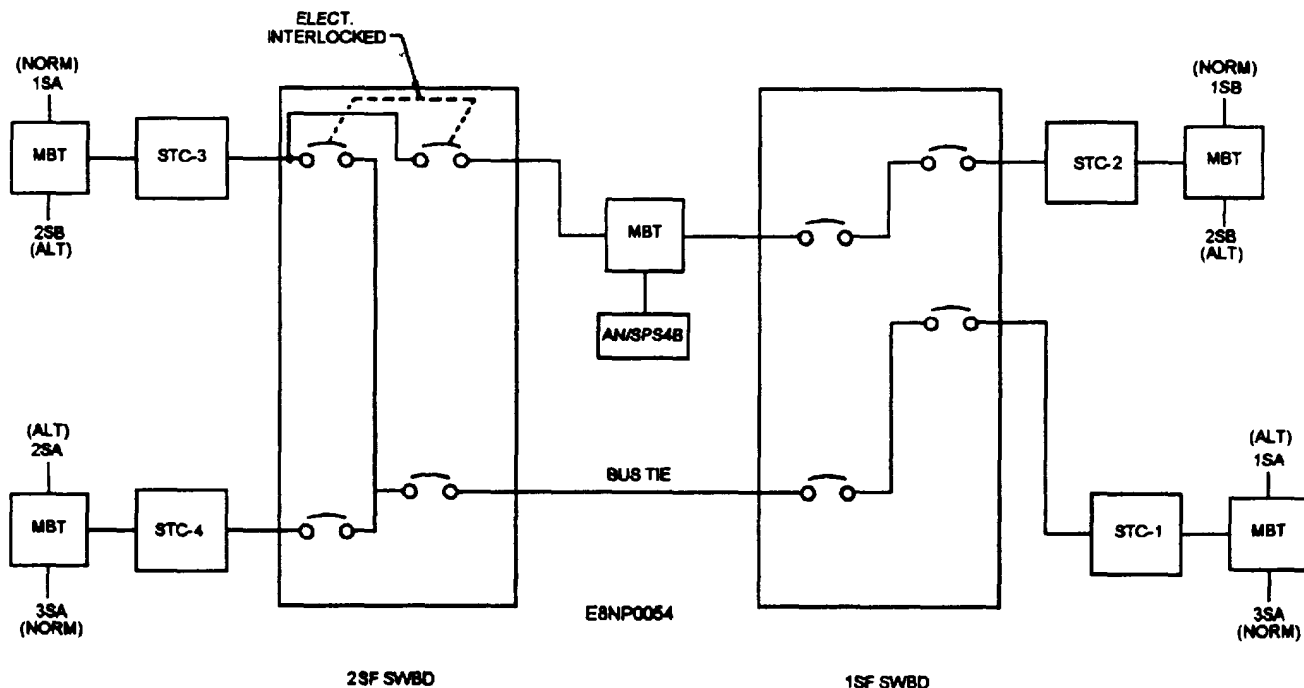 ELECT.
INTERLOCKED
(NORM)
1SA
MBT
STC-3
2SB
(ALT)
(NORM)
1SB
STC-2
MBT
2SB
(ALT)
MBT
AN/SPS4B
(ALT)
2SA
MBT
STC-4
3SA
(NORM)
BUS TIE
(ALT)
1SA
STC-1
MBT
3SA
(NORM)
E8NP0054
2SF SWBD
1SF SWBD